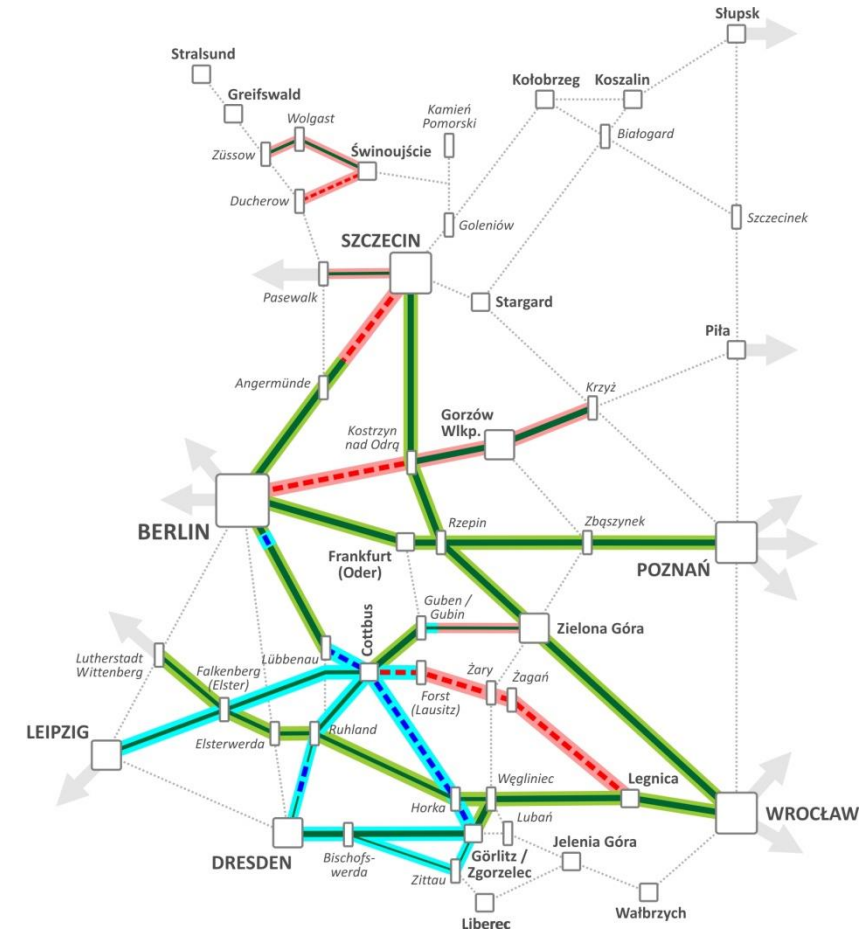 Słupsk
Stralsund
Kołobrzeg
Koszalin
Greifswald
Kamień
Pomorski
Wolgast
Białogard
Züssow
Świnoujście
Ducherow
Szczecinek
Goleniów
SZCZECIN
Pasewalk
Stargard
Piła
Angermünde
Krzyż
Gorzów
Wlkp.
Kostrzyn
nad Odrą
BERLIN
Rzepin
Zbąszynek
Frankfurt
(Oder)
POZNAŃ
Guben /
Gubin
Cottbus
Zielona Góra
Lutherstadt
Wittenberg
Falkenberg
(Elster)
Lübbenau
Żary
Żagań
Forst
(Lausitz)
LEIPZIG
Elsterwerda
Ruhland
Węgliniec
Legnica
Horka
Lubań
WROCŁAW
DRESDEN
Bischofs-
werda
Görlitz /
Zgorzelec
Jelenia Góra
Zittau
Liberec
Wałbrzych